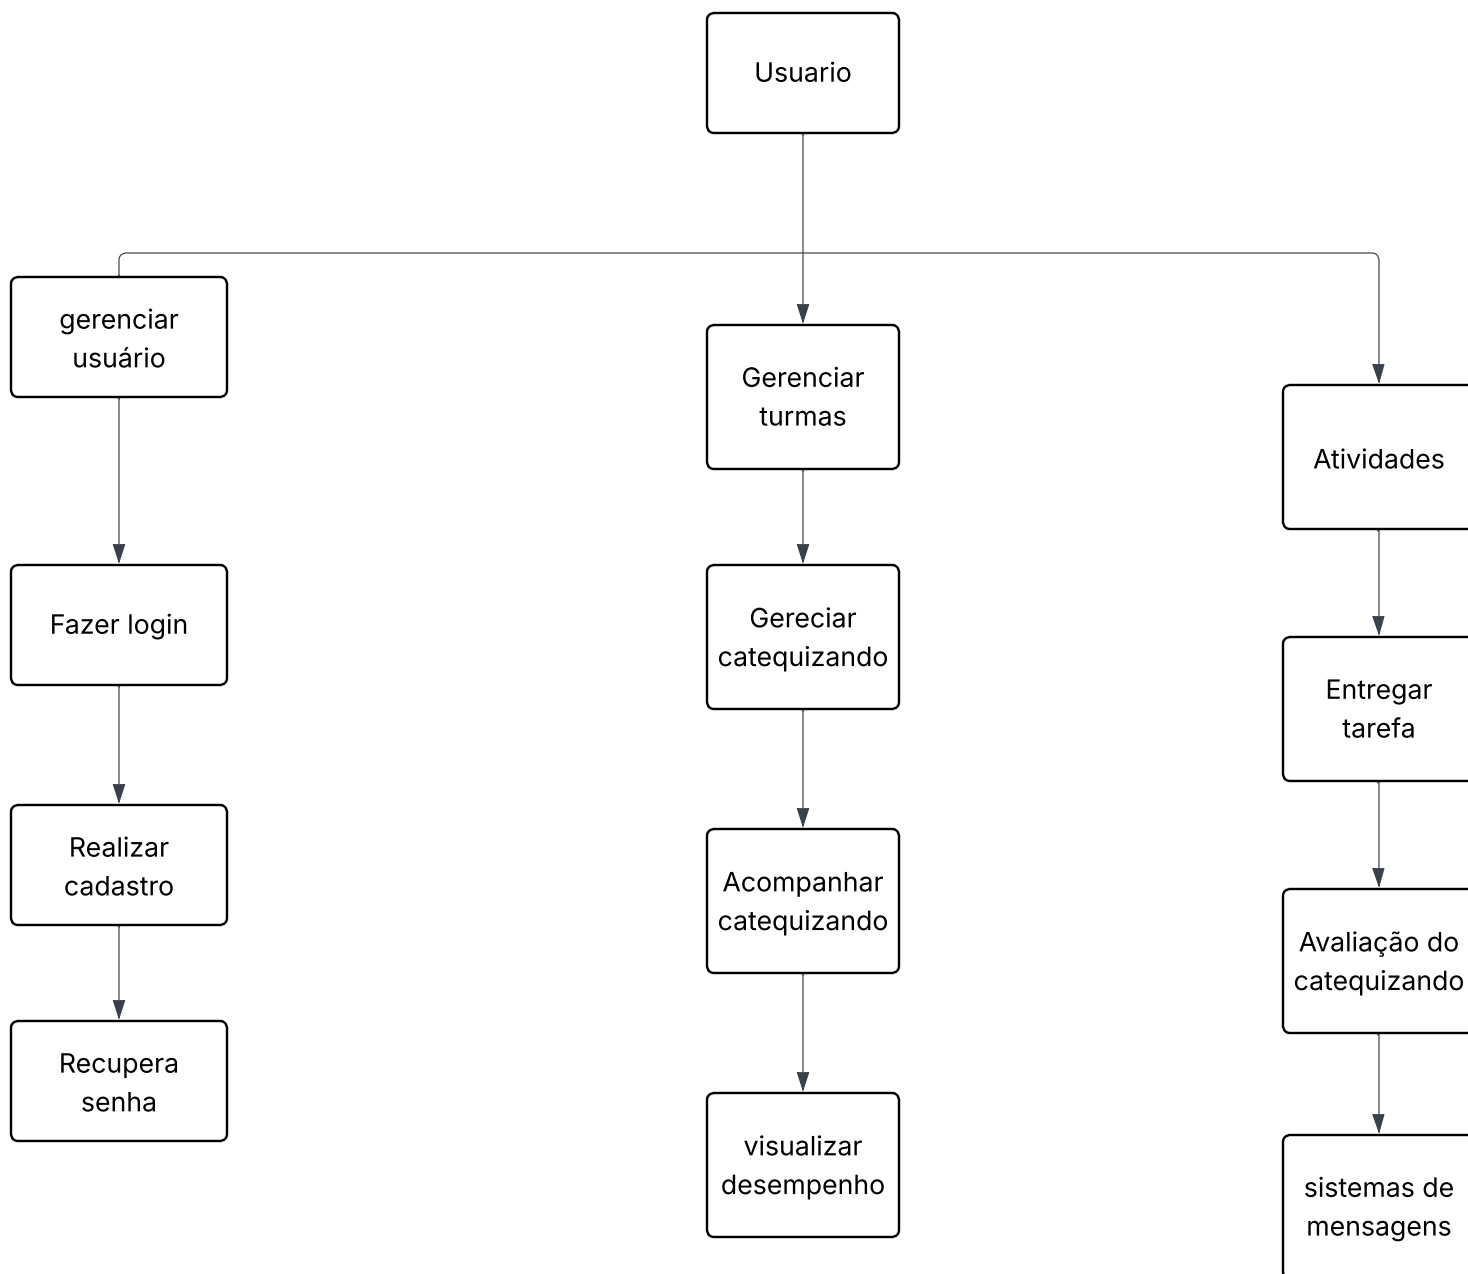 Usuario
gerenciar
usuário
Fazer login
Realizar
cadastro
Recupera
senha
Gerenciar
turmas
Gereciar
catequizando
Acompanhar
catequizando
visualizar
desempenho
Atividades
Entregar
tarefa
Avaliação do
catequizando
sistemas de
mensagens